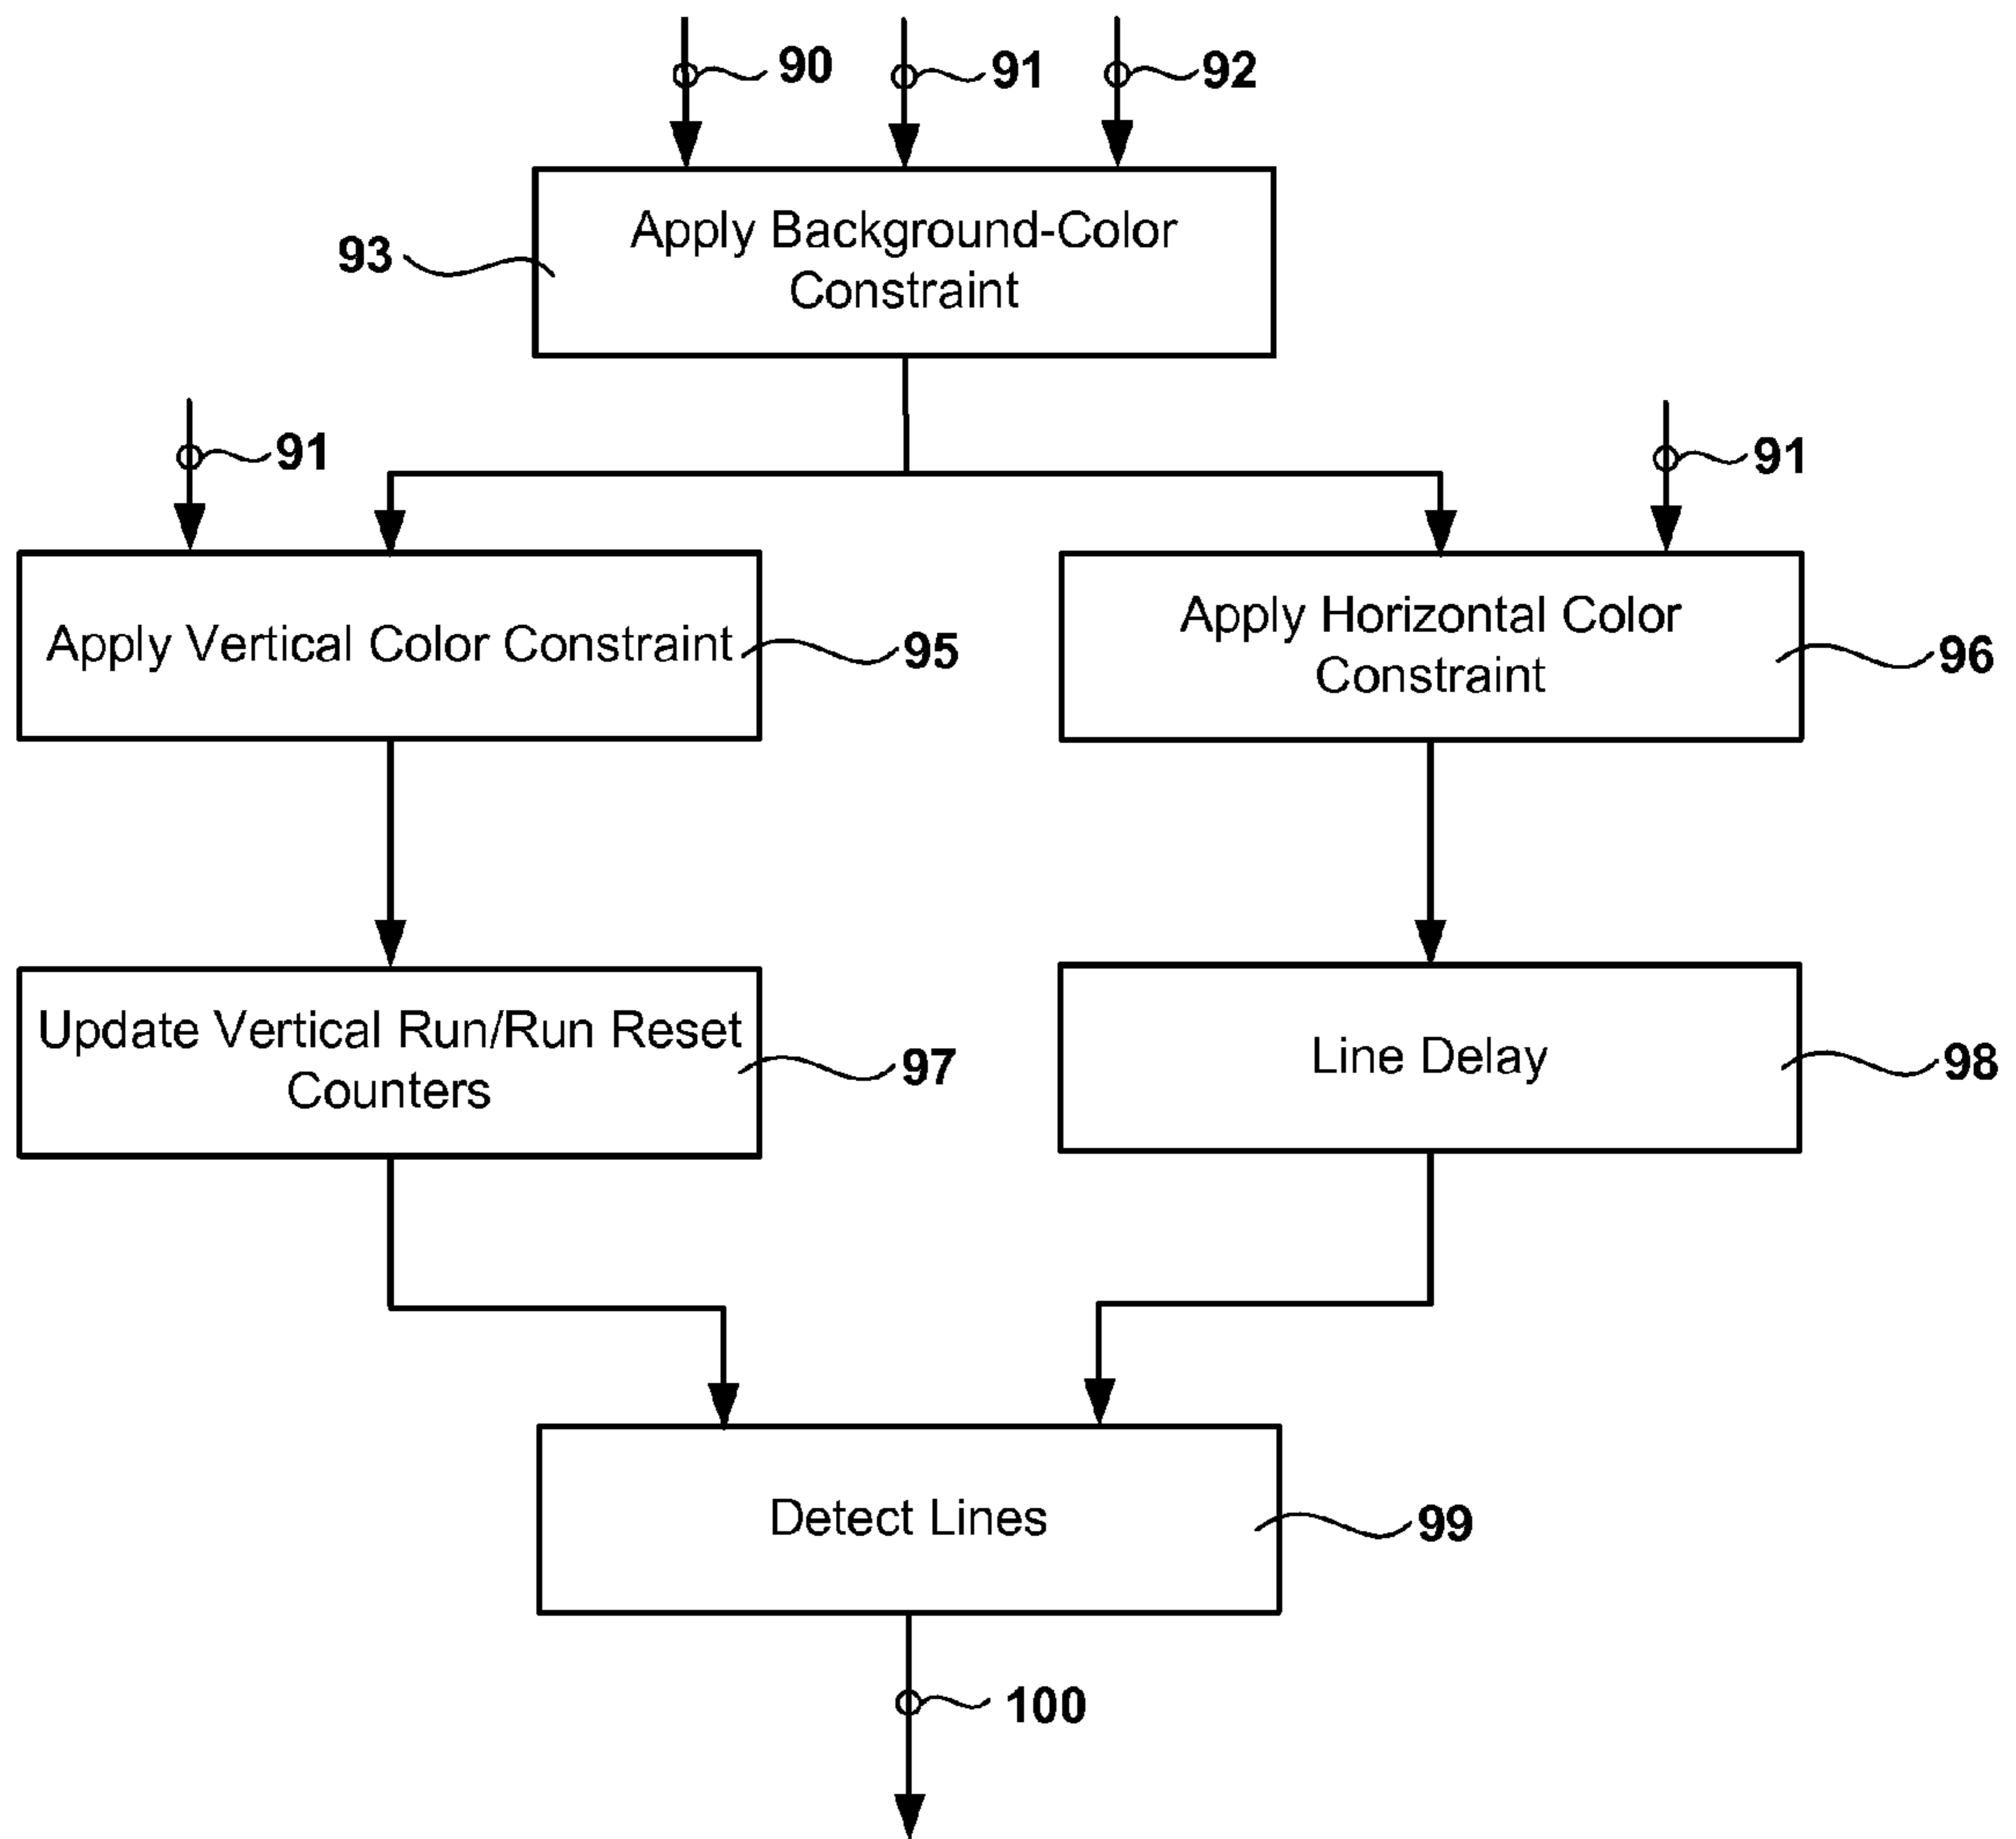 90
91
92
Apply Background-Color
Constraint
93
91
91
Apply Vertical Color Constraint
95
Apply Horizontal Color
Constraint
96
Update Vertical Run/Run Reset
Counters
97
Line Delay
98
Detect Lines
99
100